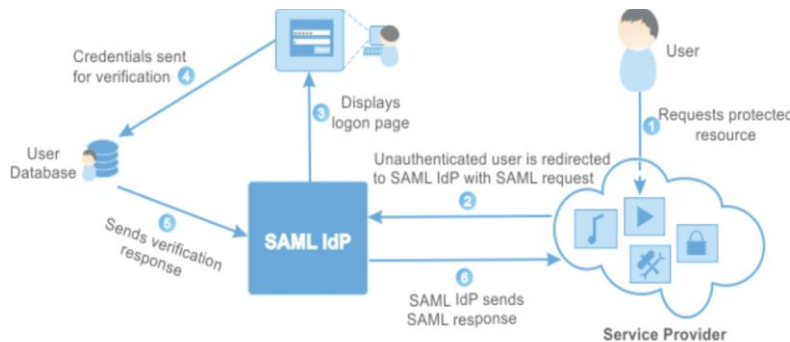 Credentials sent
for verification 4
User
3 Displays
logon page
1 Requests protected
resource
User
Database
Unauthenticated user is redirected
to SAML IdP with SAML request
2
5
Sends verification
response
SAML IdP
6
SAML IdP sends
SAML response
Service Provider